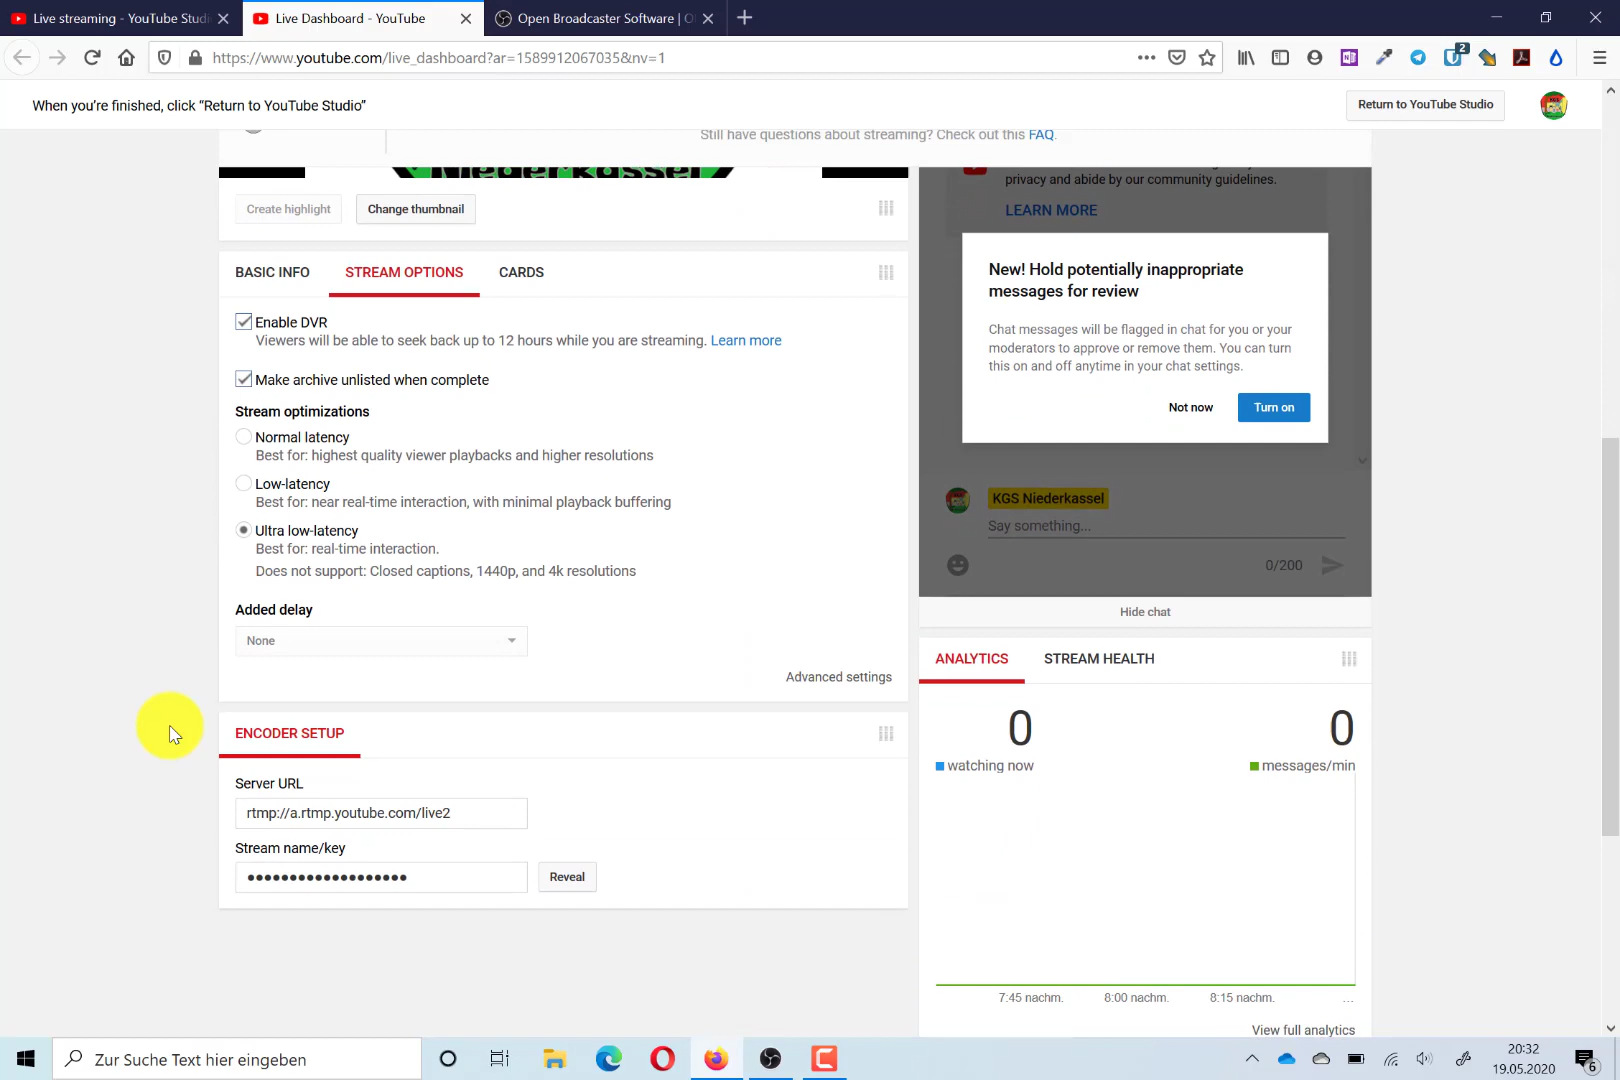 Live streaming - YouTube Studi
Live Dashboard - YouTube
Open Broadcaster Software | O
https://www.youtube.com/live_dashboard?ar=1589912067035&nv=1
2
When you're finished, click “Return to YouTube Studio”
Return to YouTube Studio
Still have questions about streaming? Check out this FAQ.
Niederkassel
Create highlight
Change thumbnail
BASIC INFO
STREAM OPTIONS
CARDS
Enable DVR
Viewers will be able to seek back up to 12 hours while you are streaming. Learn more
Make archive unlisted when complete
Stream optimizations
Normal latency
Best for: highest quality viewer playbacks and higher resolutions
Low-latency
Best for: near real-time interaction, with minimal playback buffering
Ultra low-latency
Best for: real-time interaction.
Does not support: Closed captions, 1440p, and 4k resolutions
Added delay
None
Advanced settings
ENCODER SETUP
Server URL
rtmp://a.rtmp.youtube.com/live2
Stream name/key
•••••••••••••••••••
Reveal
privacy and abide by our community guidelines.
LEARN MORE
New! Hold potentially inappropriate
messages for review
Chat messages will be flagged in chat for you or your
moderators to approve or remove them. You can turn
this on and off anytime in your chat settings.
Not now
Turn on
KGS Niederkassel
Say something...
0/200
Hide chat
ANALYTICS
STREAM HEALTH
0
0
watching now
messages/min
7:45 nachm.
8:00 nachm.
8:15 nachm.
...
View full analytics
Zur Suche Text hier eingeben
20:32
19.05.2020
6